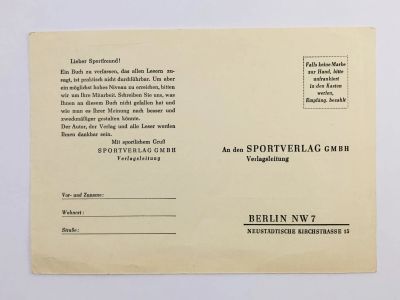 Lieber Sportfreund!
Ein Buch zu verfassen, das allen Lesern zu-
sagt, ist praktisch nicht durchführbar. Um aber
ein möglichst hohes Niveau zu erreichen, bitten
wir um Ihre Mitarbeit. Schreiben Sie uns, was
Ihnen an diesem Buch nicht gefallen hat und
wie man es Ihrer Meinung nach besser und
zweckmäßiger gestalten könnte.
Der Autor, der Verlag und alle Leser werden
Ihnen dankbar sein.
Mit sportlichem Gruß
SPORTVERLAG GMBH
Verlagsleitung
Vor- und Zuname:
Wohnort:
Straße:
Falls keine Marke
zur Hand, bitte
unfrankiert
in den Kasten
werfen,
Empfäng. bezahlt
An den SPORTVERLAG GMBH
Verlagsleitung
BERLIN NW 7
NEUSTÄDTISCHE KIRCHSTRASSE 15